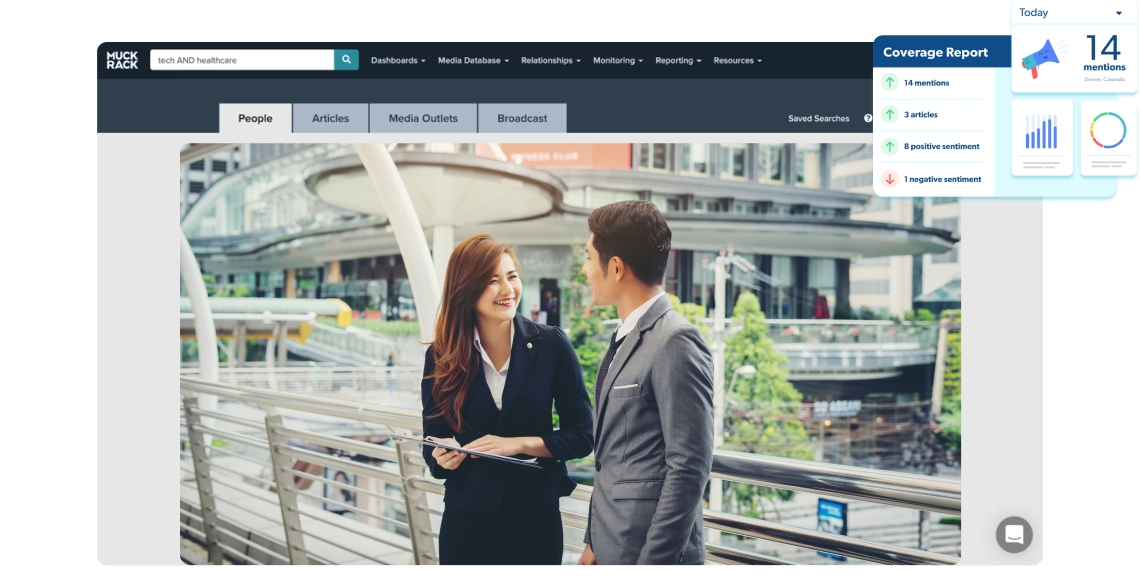 Today
14
mentions
Denver, Colorado
Coverage Report
14 mentions
3 articles
8 positive sentiment
1 negative sentiment
MUCK
RACK
tech AND healthcare
Dashboards
Media Database
Relationships
Monitoring
Reporting
Resources
People
Articles
Media Outlets
Broadcast
Saved Searches
?
FITNESS CLUB